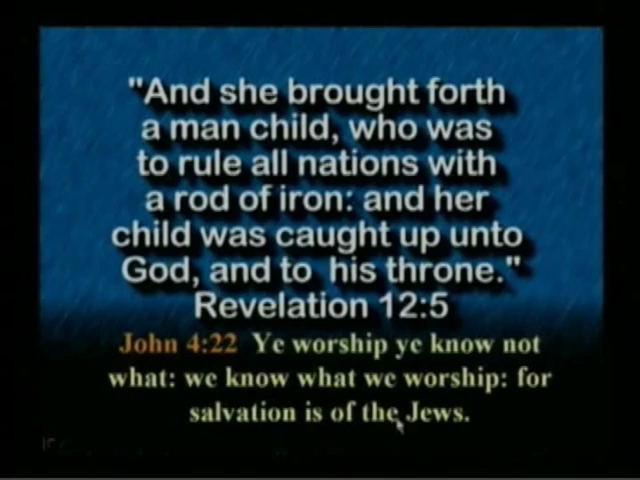 "And she brought forth
a man child, who was
to rule all nations with
a rod of iron: and her
child was caught up unto
God, and to his throne."
Revelation 12:5
John 4:22 Ye worship ye know not
what: we know what we worship: for
salvation is of the Jews.